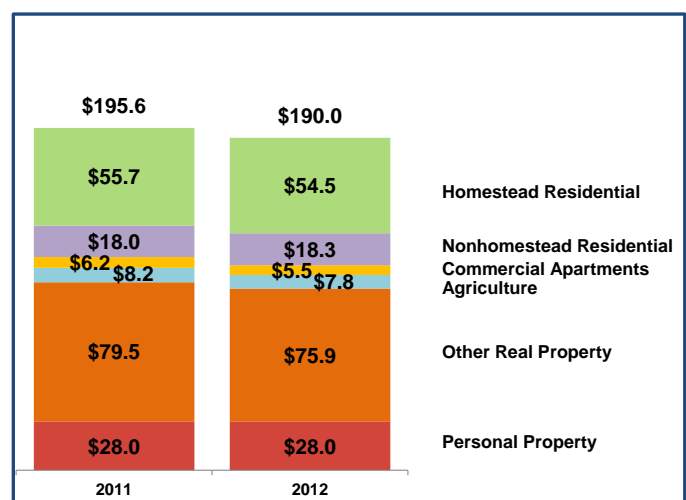 $195.6
$190.0
$55.7
$54.5
Homestead Residential
$18.0
$18.3
Nonhomestead Residential
$6.2
$5.5
Commercial Apartments
$8.2
$7.8
Agriculture
$79.5
$75.9
Other Real Property
$28.0
$28.0
Personal Property
2011
2012